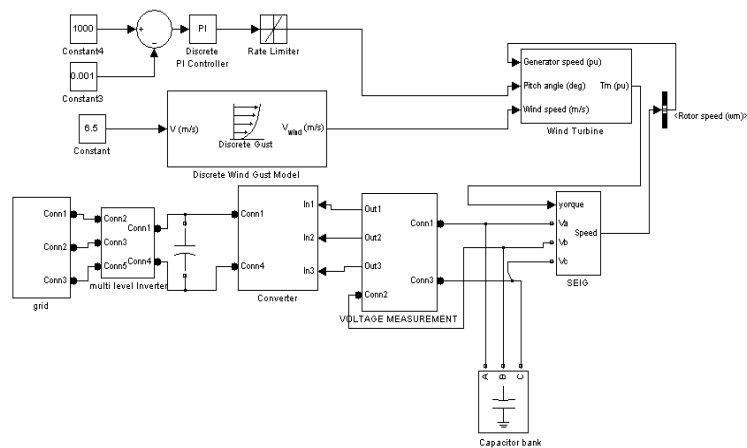 1000
Constant4
0.001
Constant3
+
−
PI
Discrete
PI Controller
Rate Limiter
6.5
Constant
V (m/s)
Discrete Gust
Vwind (m/s)
Discrete Wind Gust Model
Generator speed (pu)
Pitch angle (deg)
Wind speed (m/s)
Tm (pu)
Wind Turbine
<Rotor speed (wm)>
Conn1
Conn2
Conn3
grid
Conn2
Conn3
Conn5
Conn1
Conn4
multi level Inverter
Conn1
Conn4
In1
In2
In3
Converter
Out1
Out2
Out3
Conn2
Conn1
Conn3
VOLTAGE MEASUREMENT
yorque
Va
Vb
Vc
Speed
SEIG
A
B
C
Capacitor bank